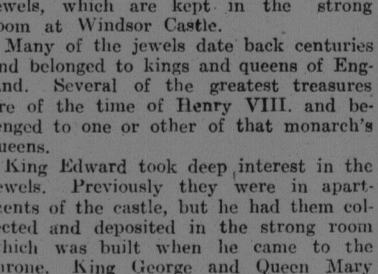 ewels, which are kept in the strong
oom at Windsor Castle.
Many of the jewels date back centuries
nd belonged to kings and queens of Eng-
and. Several of the greatest treasures
re of the time of Henry VIII. and be-
enged to one or other of that monarch's
ueens.
King Edward took deep interest in the
ewels. Previously they were in apart-
ents of the castle, but he had them col-
cted and deposited in the strong room
hich was built when he came to the
hrone. King George and Queen Mary